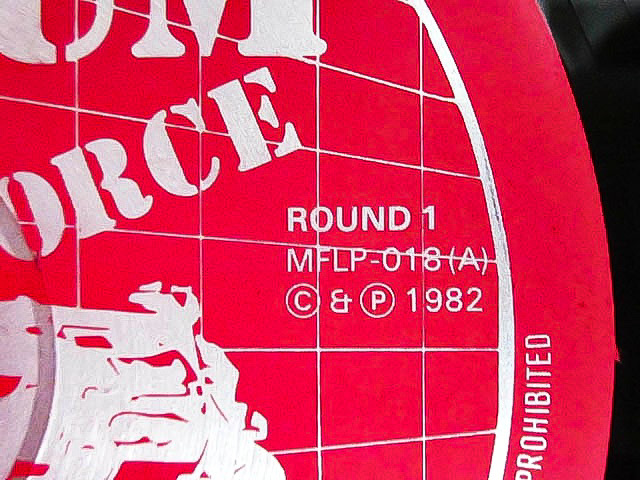 OM
ORCE
ROUND 1
MFLP-018(A)
Ⓒ & Ⓟ 1982
PROHIBITED